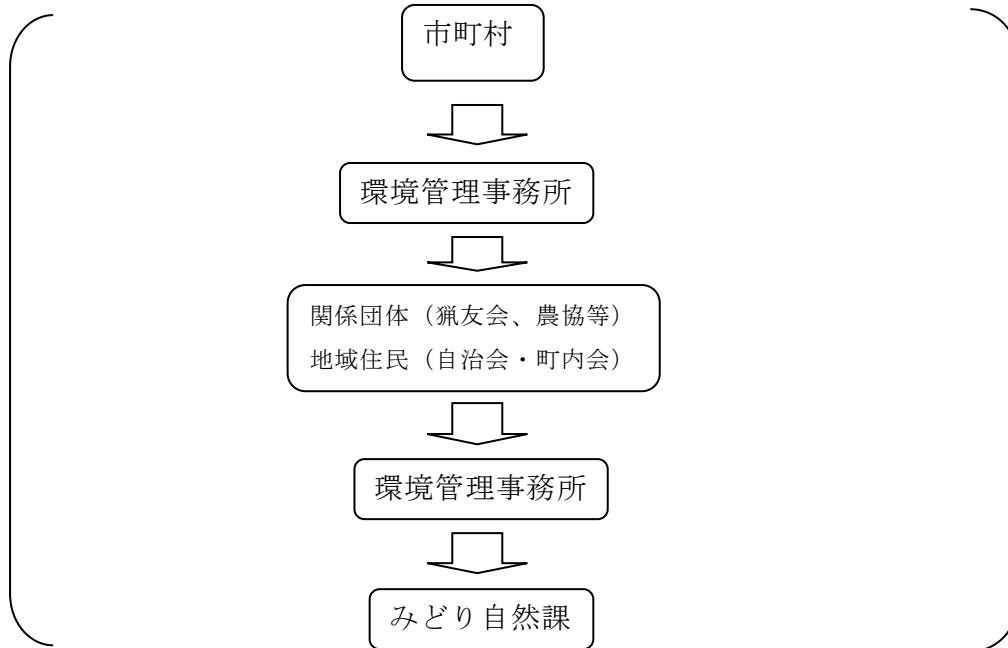 市町村
環境管理事務所
関係団体（猟友会、農協等）
地域住民（自治会・町内会）
環境管理事務所
みどり自然課